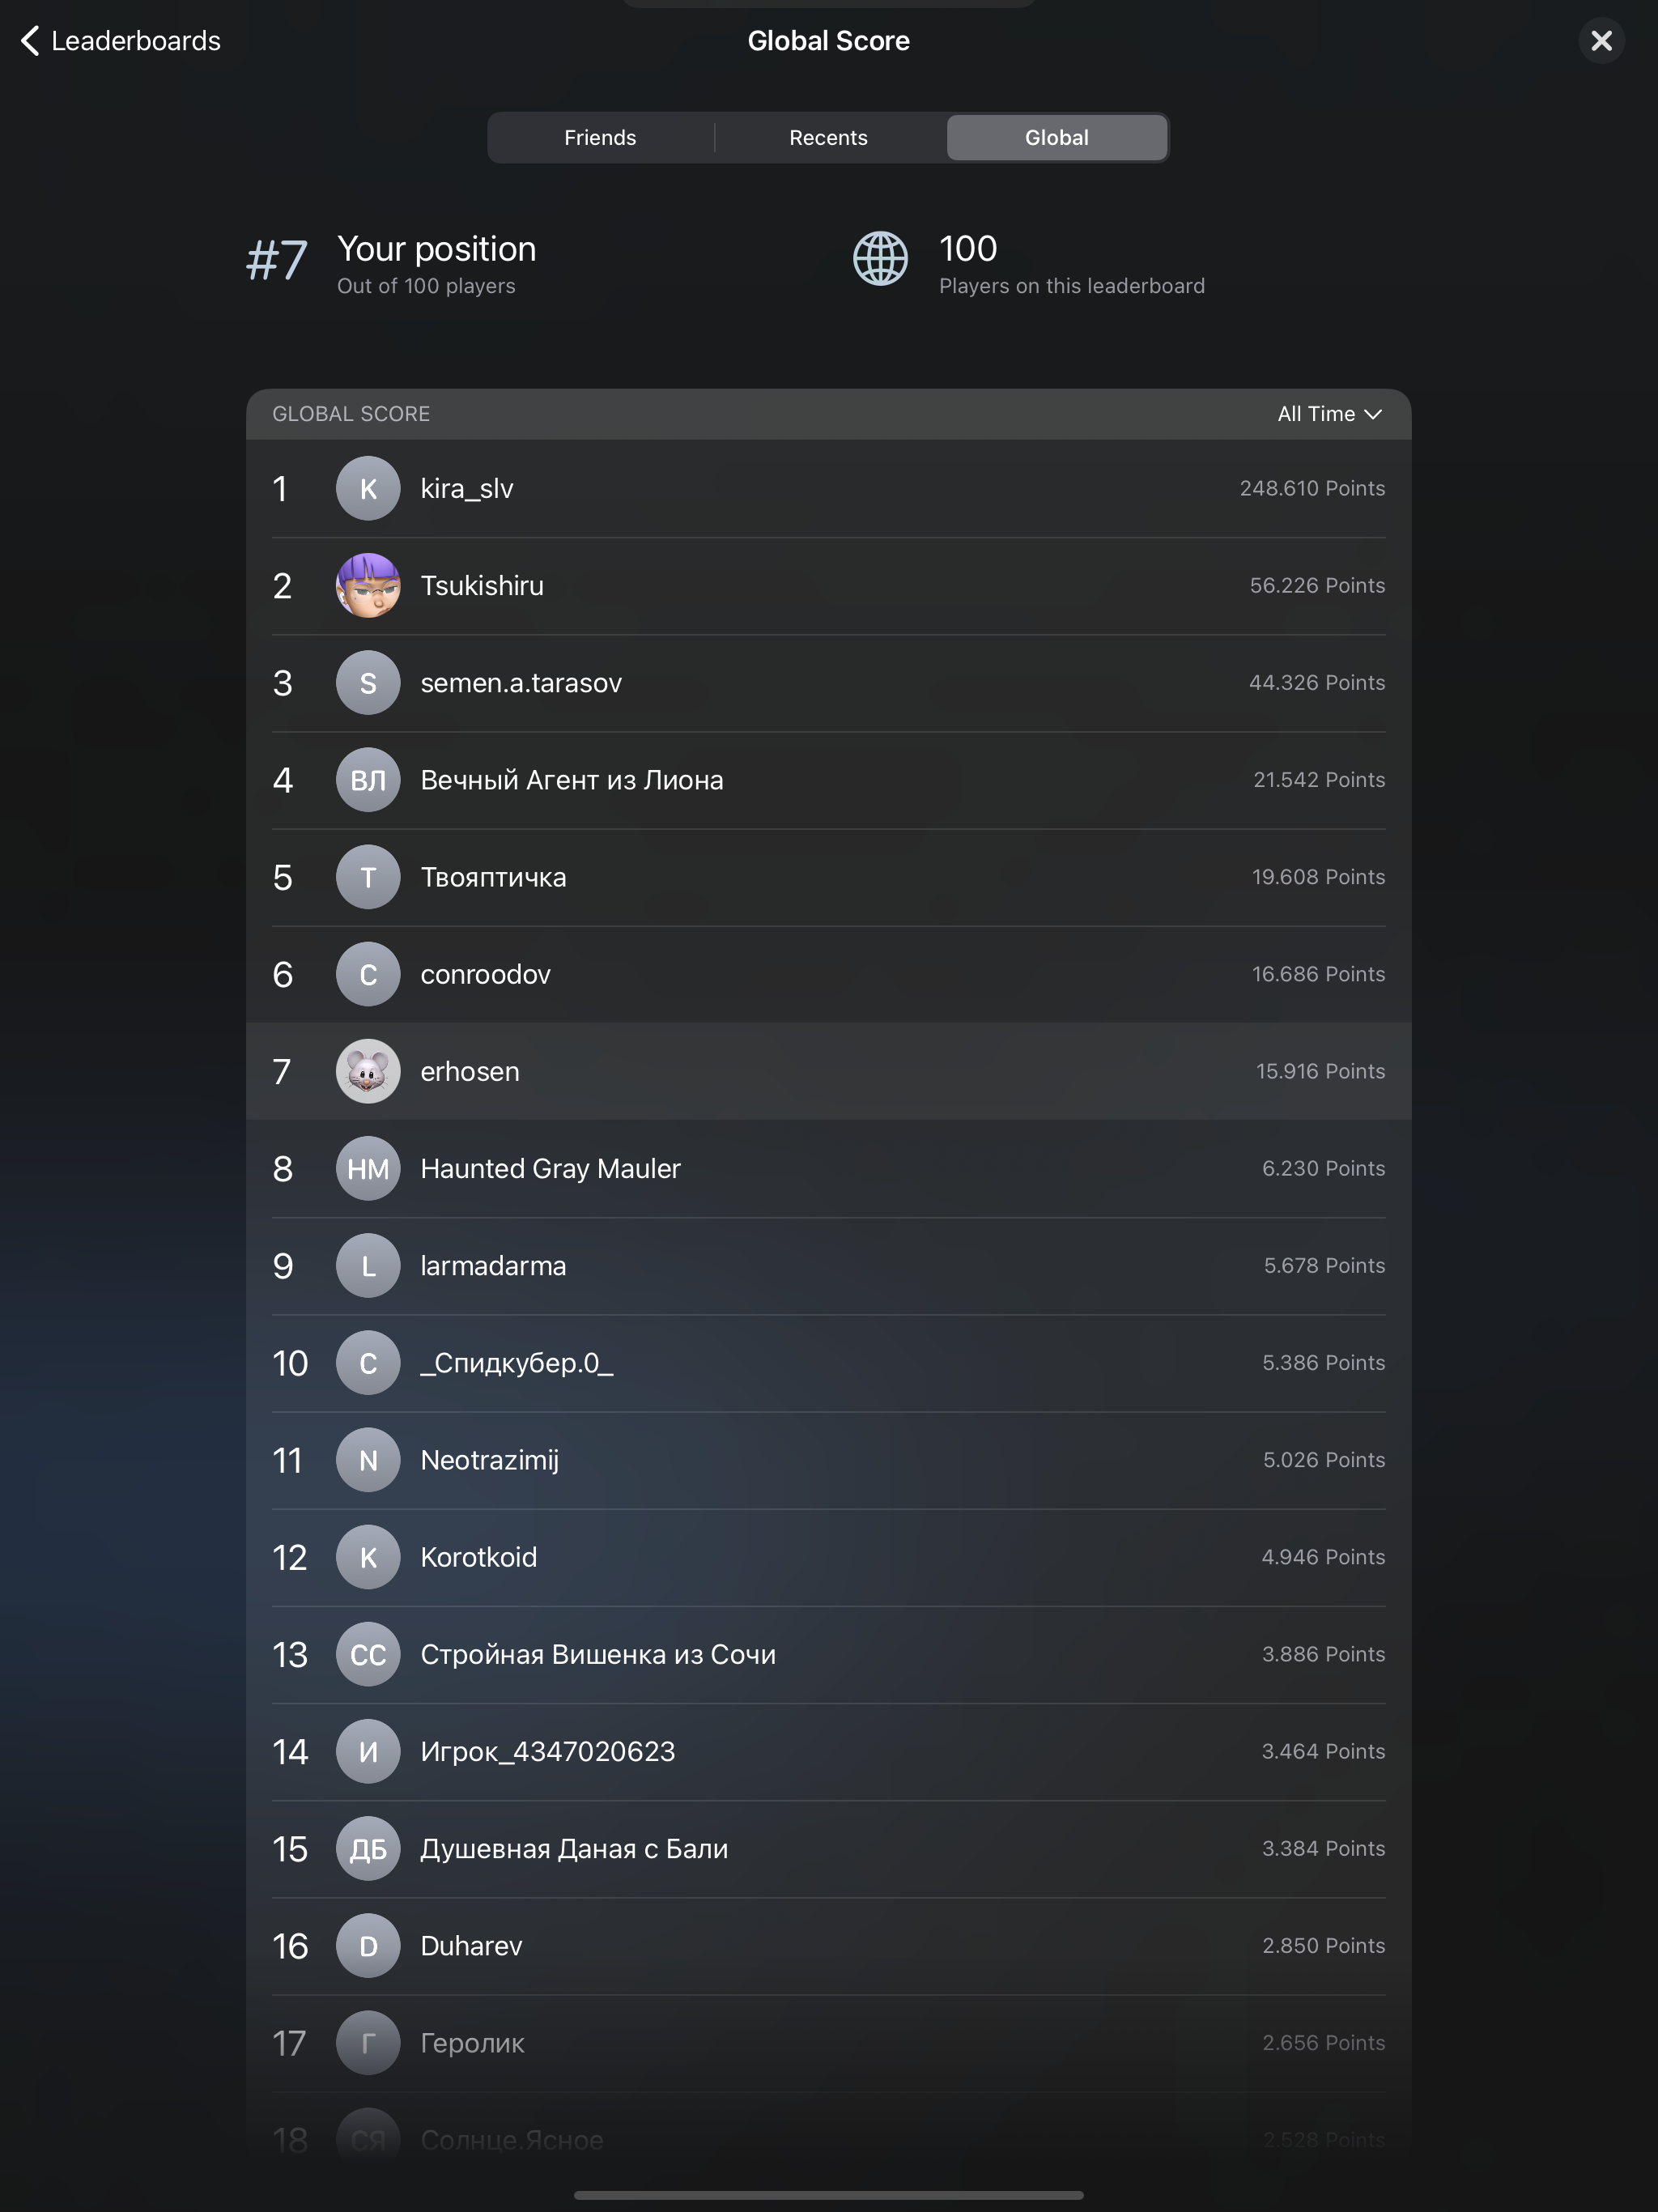 Leaderboards
Global Score
Friends Recents Global
#7 Your position
Out of 100 players
100
Players on this leaderboard
GLOBAL SCORE All Time
1 K kira_slv 248.610 Points
2 Tsukishiru 56.226 Points
3 S semen.a.tarasov 44.326 Points
4 ВЛ Вечный Агент из Лиона 21.542 Points
5 Т Твояптичка 19.608 Points
6 C conroodov 16.686 Points
7 erhosen 15.916 Points
8 HM Haunted Gray Mauler 6.230 Points
9 L larmadarma 5.678 Points
10 С _Спидкубер.0_ 5.386 Points
11 N Neotrazimij 5.026 Points
12 K Korotkoid 4.946 Points
13 СС Стройная Вишенка из Сочи 3.886 Points
14 И Игрок_4347020623 3.464 Points
15 ДБ Душевная Даная с Бали 3.384 Points
16 D Duharev 2.850 Points
17 Г Геролик 2.656 Points
18 СЯ Солнце.Ясное 2.528 Points